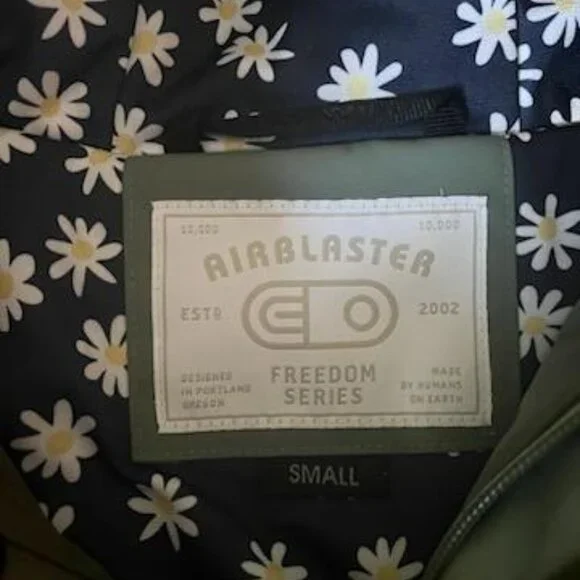 10,000 10,000
AIRBLASTER
ESTD 2002
DESIGNED
IN PORTLAND
OREGON
FREEDOM
SERIES
MADE
BY HUMANS
ON EARTH
SMALL